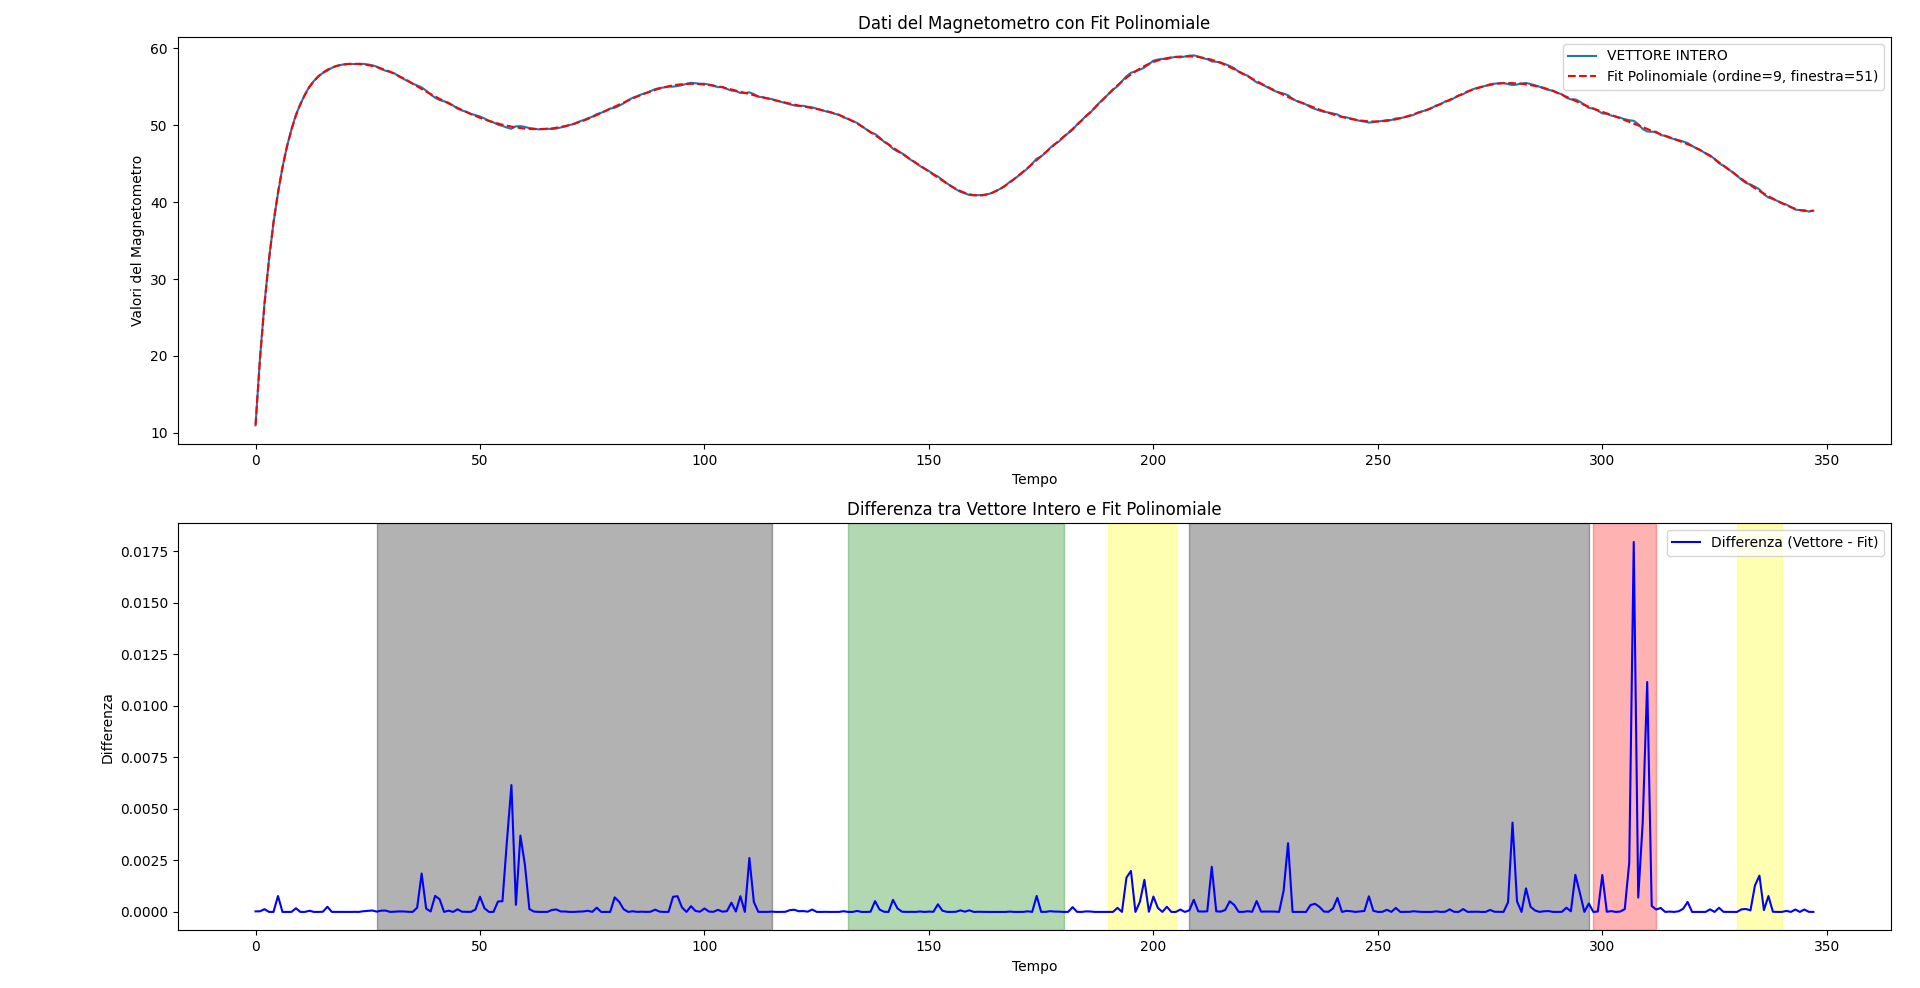 Dati del Magnetometro con Fit Polinomiale
60
50
40
30
20
10
Valori del Magnetometro
VETTORE INTERO
Fit Polinomiale (ordine=9, finestra=51)
0 50 100 150 200 250 300 350
Tempo
Differenza tra Vettore Intero e Fit Polinomiale
0.0175
0.0150
0.0125
0.0100
0.0075
0.0050
0.0025
0.0000
Differenza
Differenza (Vettore - Fit)
0 50 100 150 200 250 300 350
Tempo